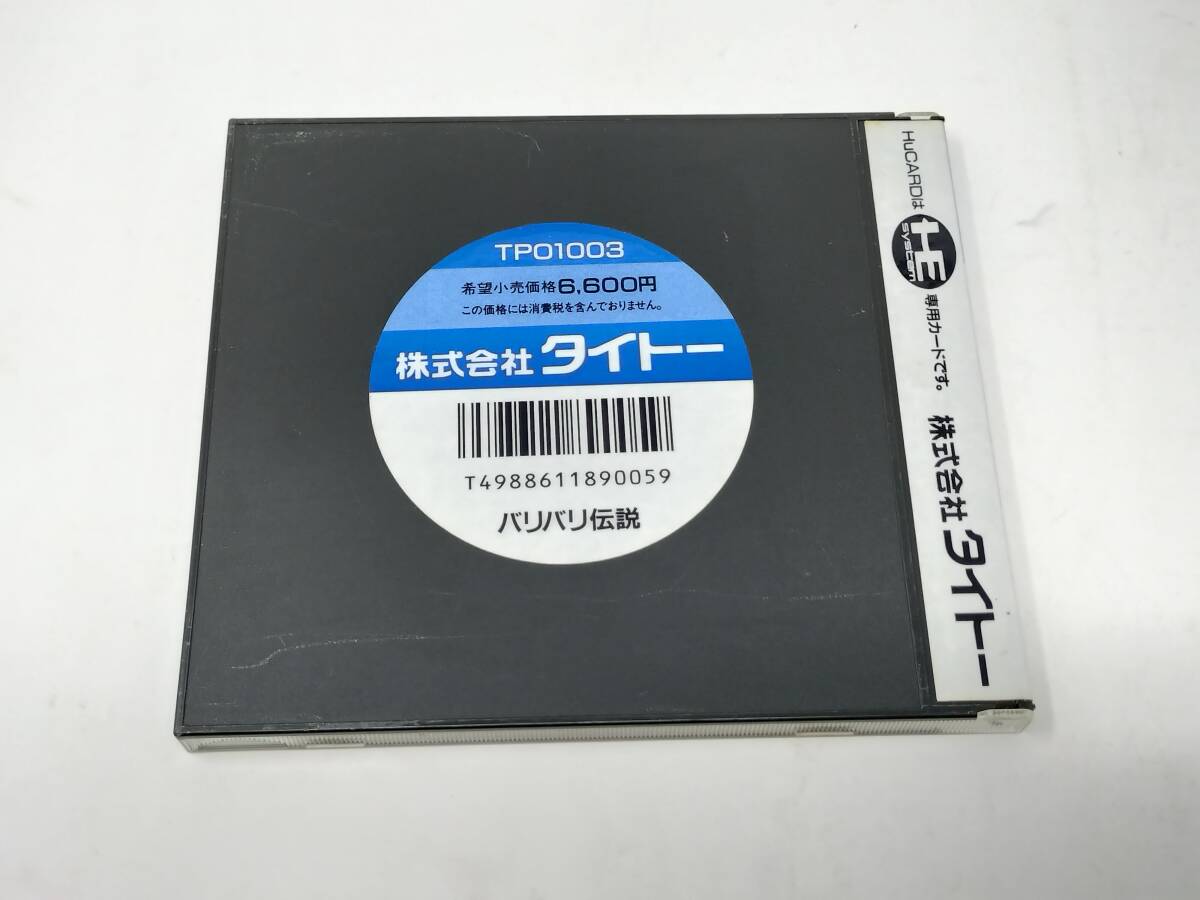 TP01003
希望小売価格6,600円
この価格には消費税を含んでおりません。
株式会社 タイトー
T4988611890059
バリバリ伝説
HuCARDは HE system 専用カードです。 株式会社 タイトー